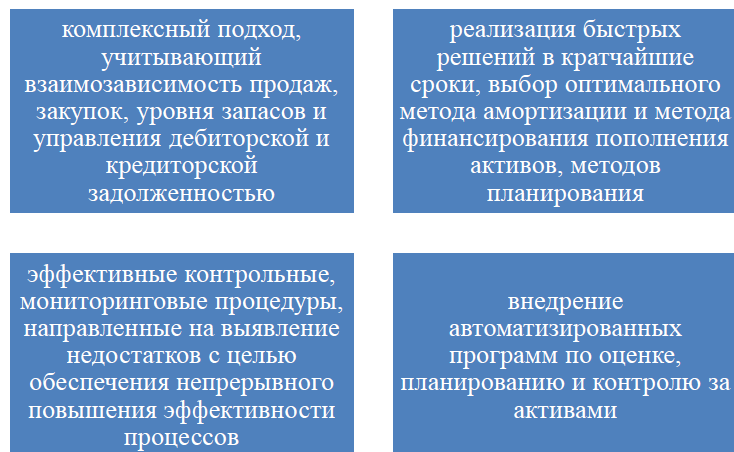 комплексный подход,
учитывающий
взаимозависимость продаж,
закупок, уровня запасов и
управления дебиторской и
кредиторской
задолженностью
реализация быстрых
решений в кратчайшие
сроки, выбор оптимального
метода амортизации и метода
финансирования пополнения
активов, методов
планирования
эффективные контрольные,
мониторинговые процедуры,
направленные на выявление
недостатков с целью
обеспечения непрерывного
повышения эффективности
процессов
внедрение
автоматизированных
программ по оценке,
планированию и контролю за
активами